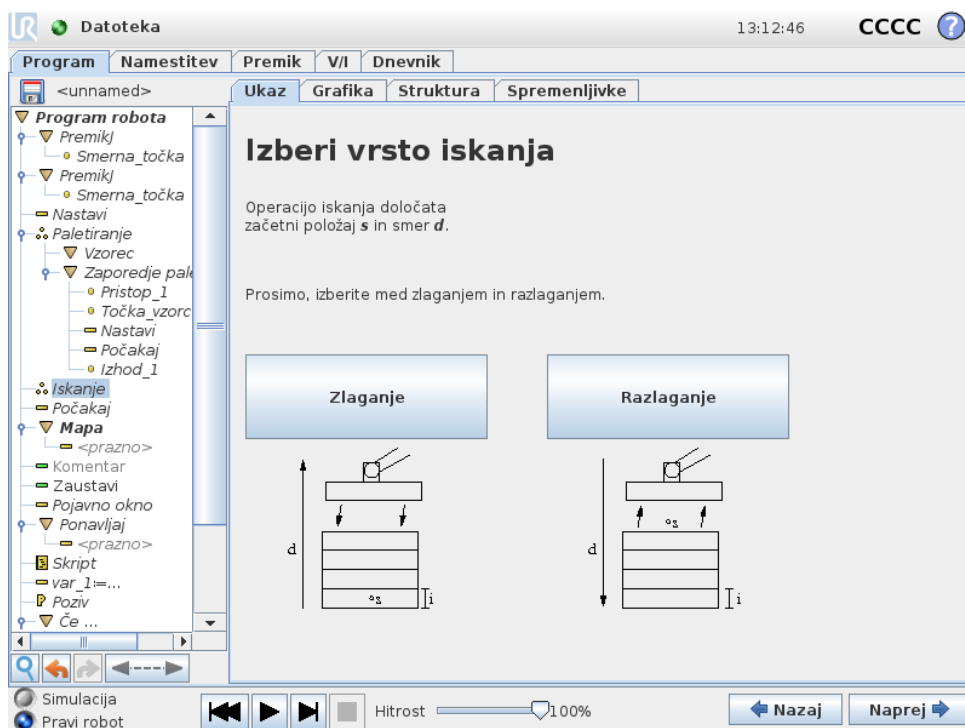 UR Datoteka 13:12:46 CCCC ?
Program Namestitev Premik V/I Dnevnik
<unnamed> Ukaz Grafika Struktura Spremenljivke
Program robota
PremikJ
Smerna_točka
PremikJ
Smerna_točka
Nastavi
Paletiranje
Vzorec
Zaporedje pale
Pristop_1
Točka_vzorc
Nastavi
Počakaj
Izhod_1
Iskanje
Počakaj
Mapa
<prazno>
Komentar
Zaustavi
Pojavno okno
Ponavljaj
<prazno>
Skript
var_1:=...
Poziv
Če ...
Izberi vrsto iskanja
Operacijo iskanja določata
začetni položaj s in smer d.
Prosimo, izberite med zlaganjem in razlaganjem.
Zlaganje Razlaganje
d s i
d s i
Simulacija
Pravi robot
Hitrost 100%
Nazaj Naprej